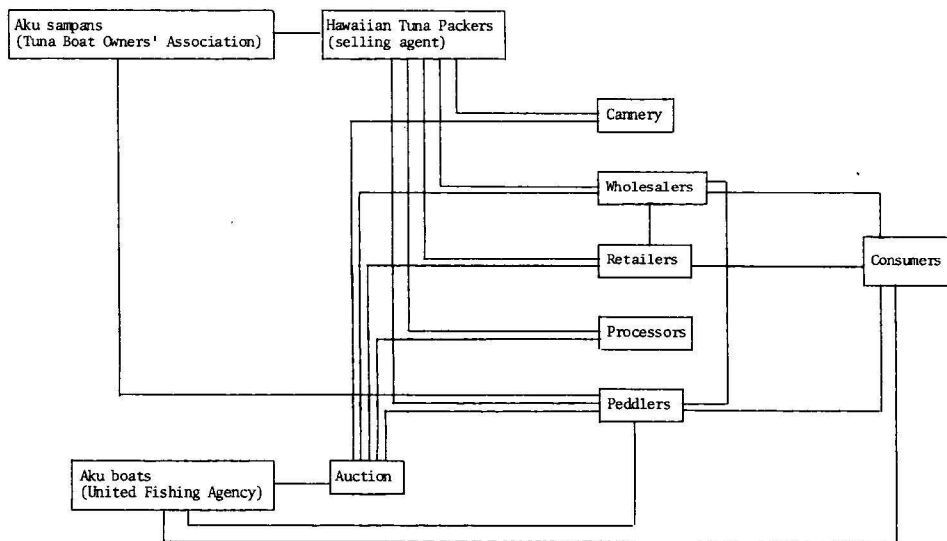 Aku sampans
(Tuna Boat Owners' Association)
Hawaiian Tuna Packers
(selling agent)
Cannery
Wholesalers
Retailers
Consumers
Processors
Peddlers
Auction
Aku boats
(United Fishing Agency)